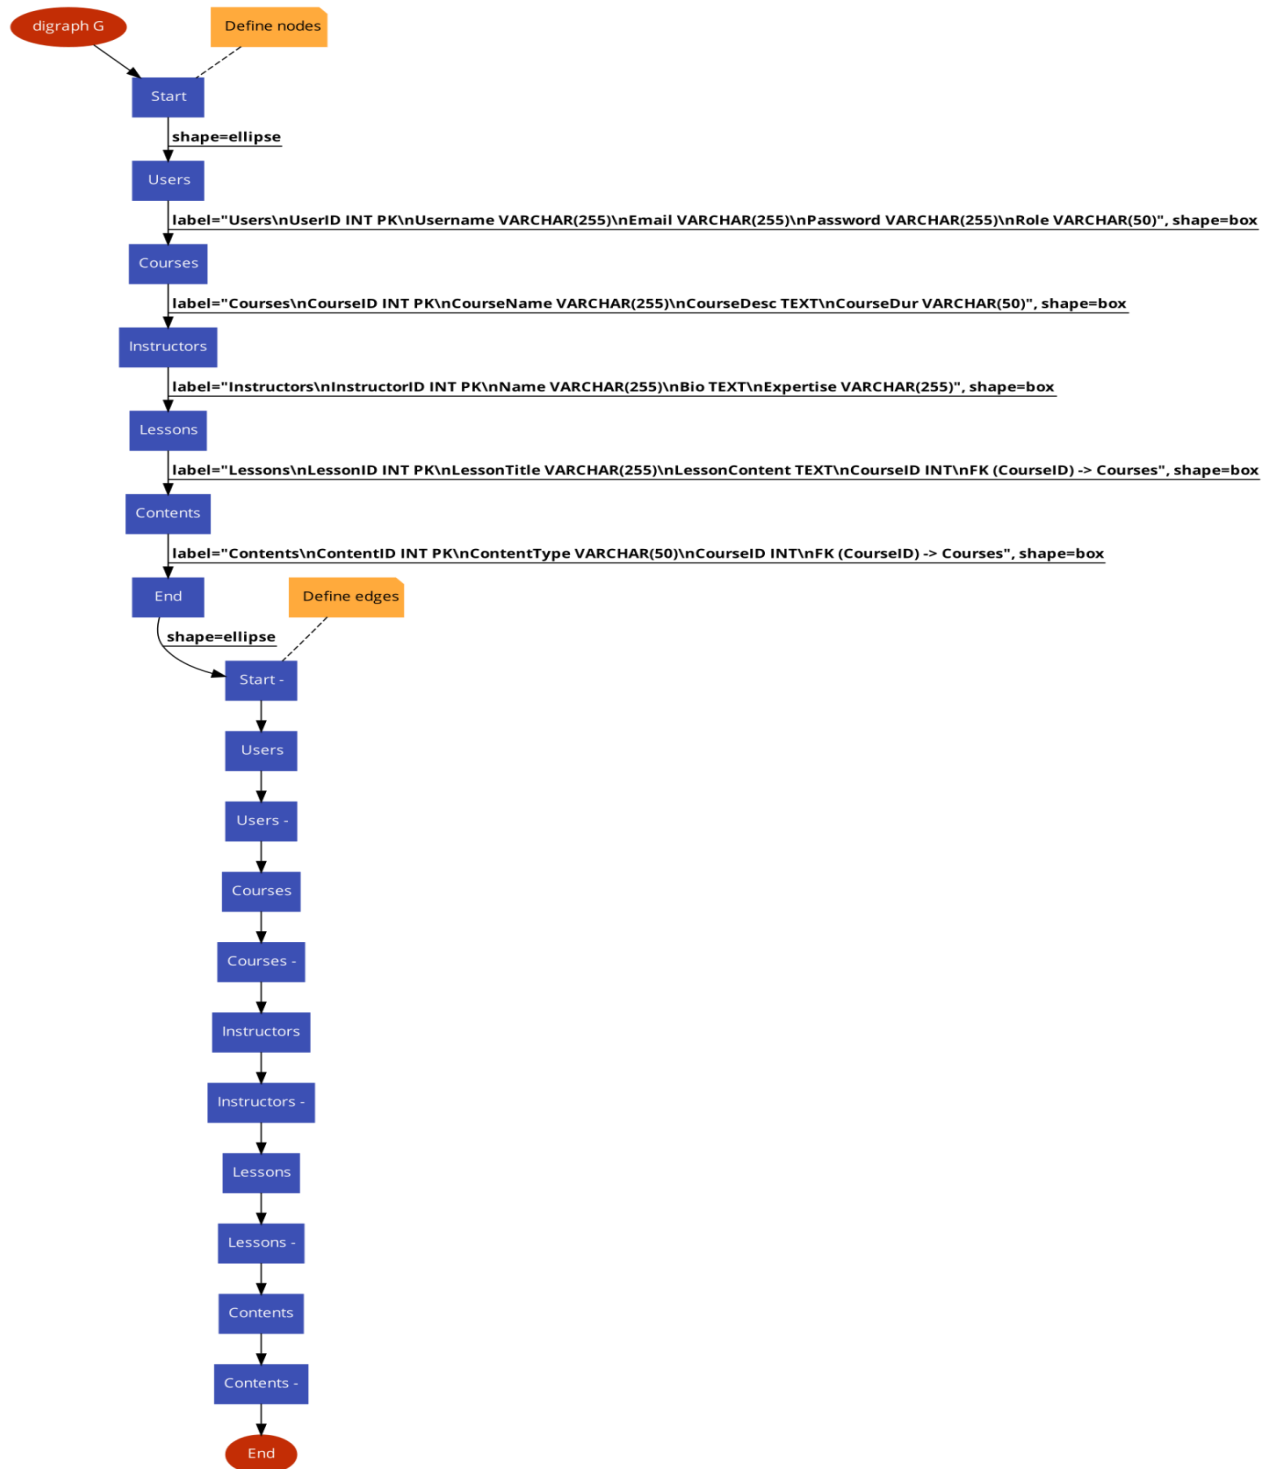 digraph G
Define nodes
Start
shape=ellipse
Users
label="Users\nUserID INT PK\nUsername VARCHAR(255)\nEmail VARCHAR(255)\nPassword VARCHAR(255)\nRole VARCHAR(50)", shape=box
Courses
label="Courses\nCourseID INT PK\nCourseName VARCHAR(255)\nCourseDesc TEXT\nCourseDur VARCHAR(50)", shape=box
Instructors
label="Instructors\nInstructorID INT PK\nName VARCHAR(255)\nBio TEXT\nExpertise VARCHAR(255)", shape=box
Lessons
label="Lessons\nLessonID INT PK\nLessonTitle VARCHAR(255)\nLessonContent TEXT\nCourseID INT\nFK (CourseID) -> Courses", shape=box
Contents
label="Contents\nContentID INT PK\nContentType VARCHAR(50)\nCourseID INT\nFK (CourseID) -> Courses", shape=box
End
Define edges
shape=ellipse
Start -
Users
Users -
Courses
Courses -
Instructors
Instructors -
Lessons
Lessons -
Contents
Contents -
End